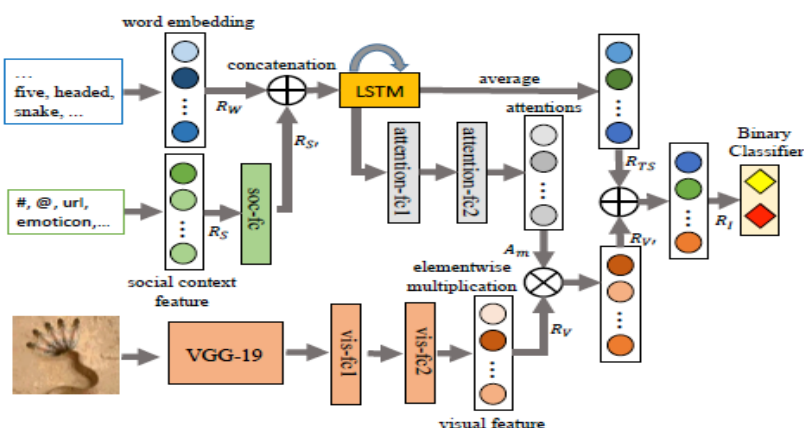 word embedding
...
five, headed,
snake, ...
R_W
concatenation
LSTM
average
attentions
R_S'
attention-fc1
attention-fc2
R_TS
Binary
Classifier
#, @, url,
emoticon,...
R_S
soc-fc
social context
feature
A_m
elementwise
multiplication
R_V'
R_I
VGG-19
vis-fc1
vis-fc2
R_V
visual feature